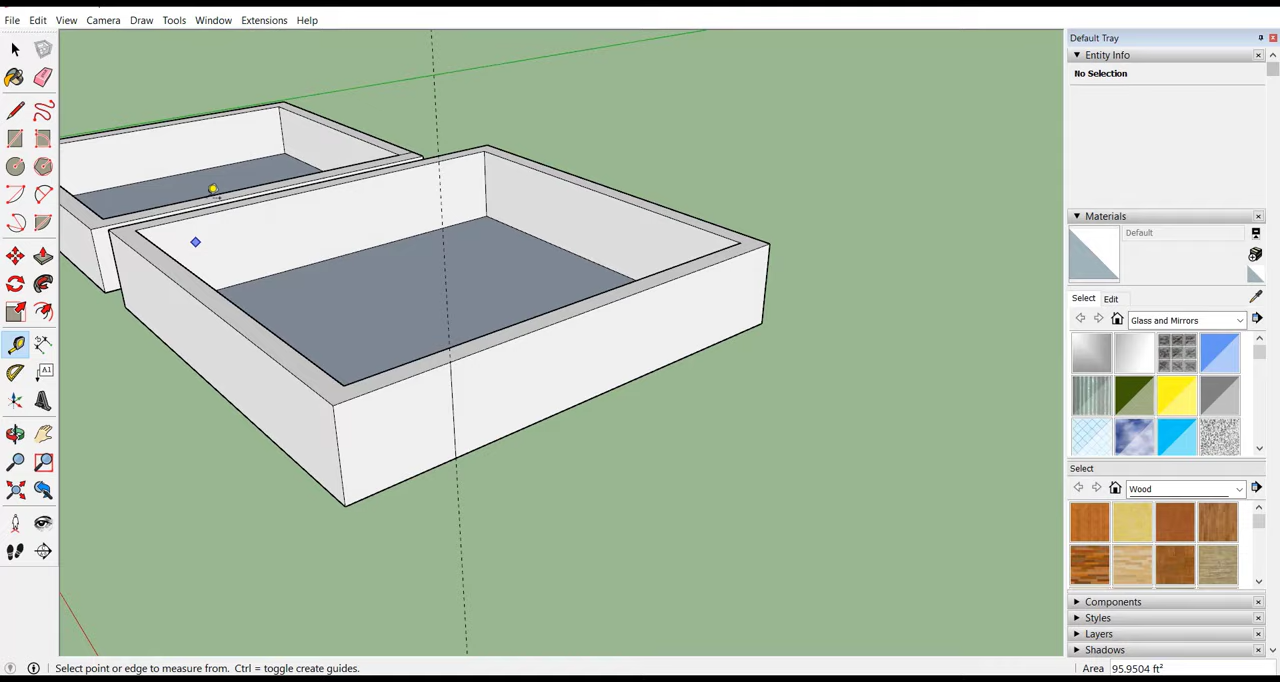 File Edit View Camera Draw Tools Window Extensions Help
Default Tray
Entity Info
No Selection
Materials
Default
Select Edit
Glass and Mirrors
A1
Select
Wood
Components
Styles
Layers
Shadows
Select point or edge to measure from. Ctrl = toggle create guides.
Area 95.9504 ft²